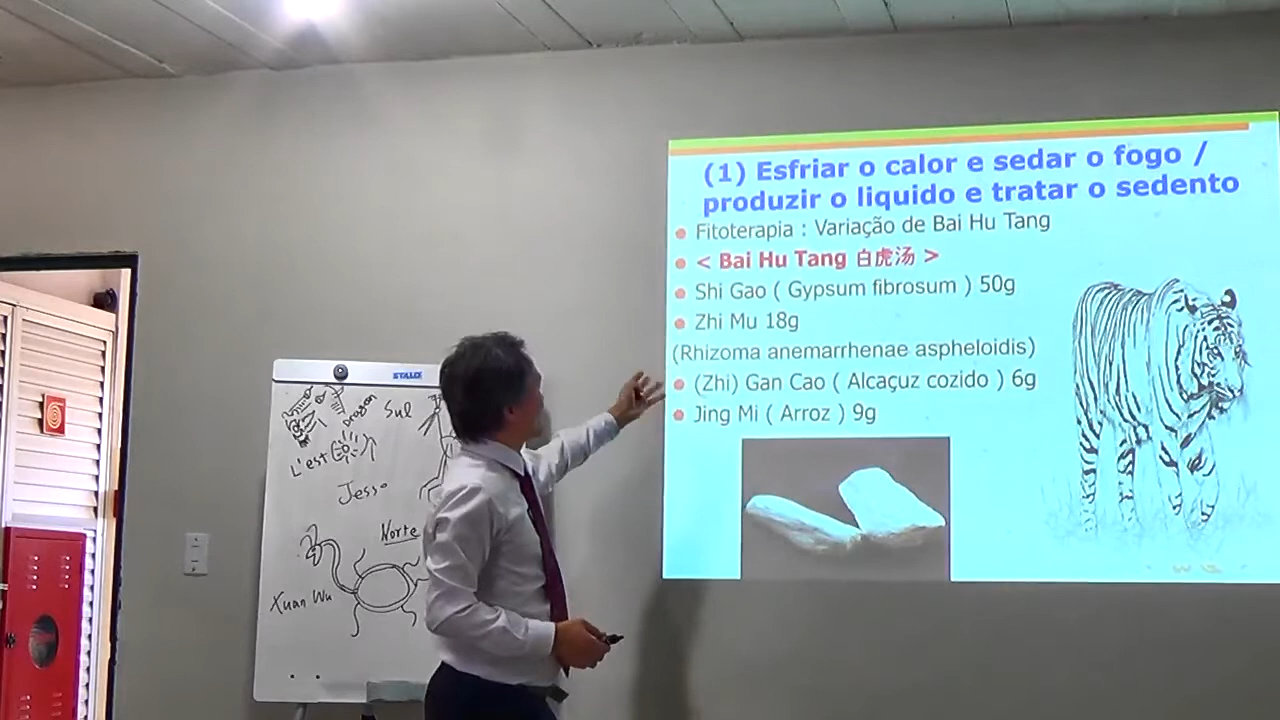 (1) Esfriar o calor e sedar o fogo /
produzir o liquido e tratar o sedento
Fitoterapia : Variação de Bai Hu Tang
< Bai Hu Tang 白虎汤 >
Shi Gao ( Gypsum fibrosum ) 50g
Zhi Mu 18g
(Rhizoma anemarrhenae aspheloidis)
(Zhi) Gan Cao ( Alcaçuz cozido ) 6g
Jing Mi ( Arroz ) 9g
STALO
Dragon
Sul
L'est
Jesso
Norte
Xuan Wu